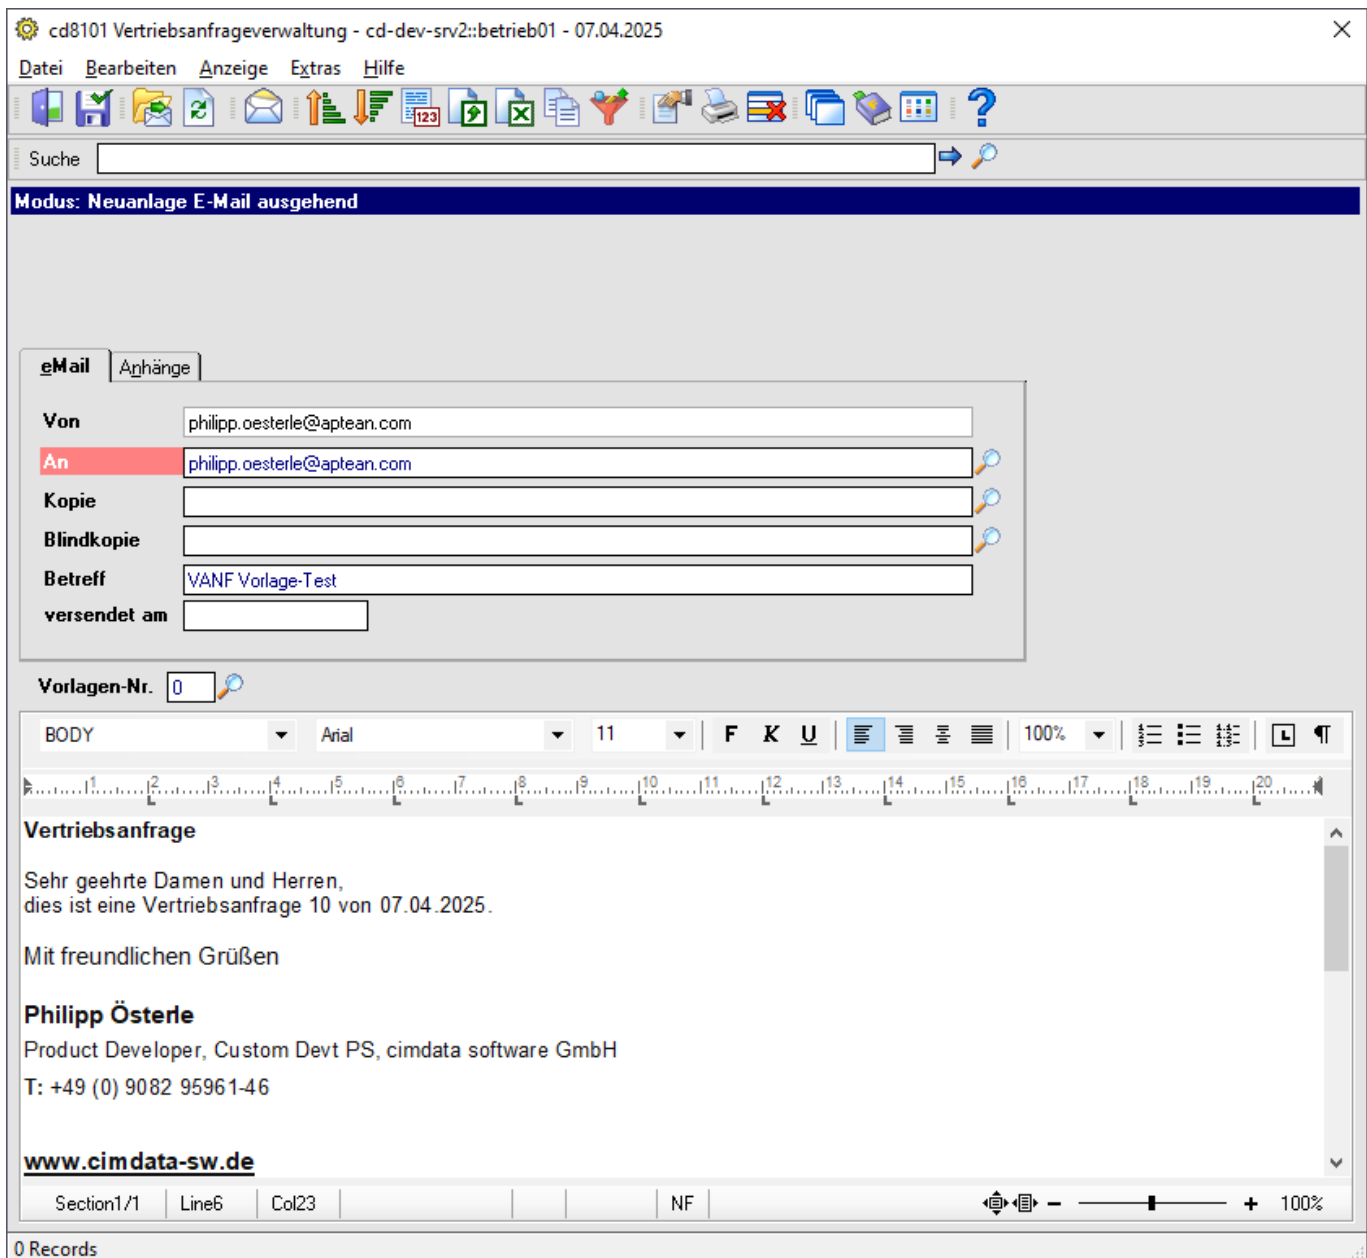 cd8101 Vertriebsanfrageverwaltung - cd-dev-srv2::betrieb01 - 07.04.2025
Datei Bearbeiten Anzeige Extras Hilfe
123
Suche
Modus: Neuanlage E-Mail ausgehend
eMail Anhänge
Von philipp.oesterle@aptean.com
An philipp.oesterle@aptean.com
Kopie
Blindkopie
Betreff VANF Vorlage-Test
versendet am
Vorlagen-Nr. 0
BODY Arial 11 F K U 100%
1 2 3 4 5 6 7 8 9 10 11 12 13 14 15 16 17 18 19 20
Vertriebsanfrage
Sehr geehrte Damen und Herren,
dies ist eine Vertriebsanfrage 10 von 07.04.2025.
Mit freundlichen Grüßen
Philipp Österle
Product Developer, Custom Devt PS, cimdata software GmbH
T: +49 (0) 9082 95961-46
www.cimdata-sw.de
Section1/1 Line6 Col23 NF 100%
0 Records